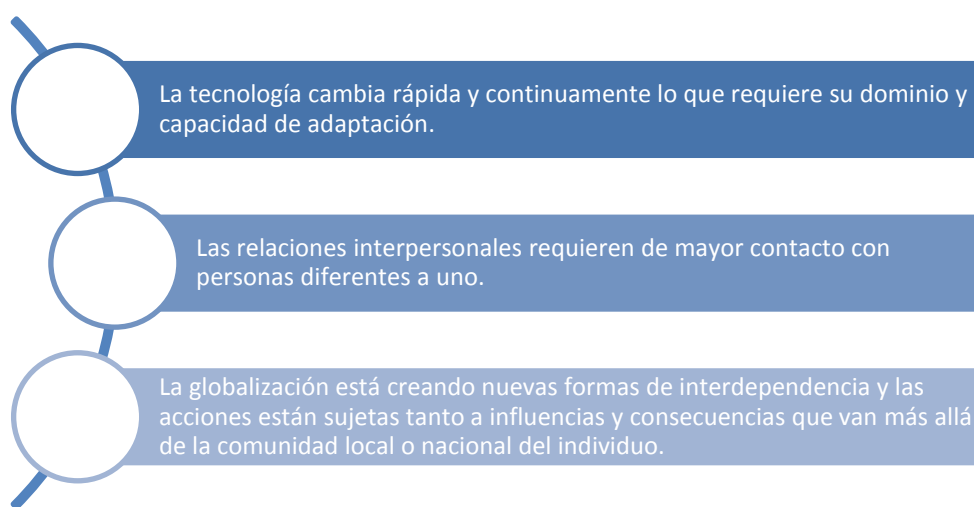 La tecnología cambia rápida y continuamente lo que requiere su dominio y
capacidad de adaptación.
Las relaciones interpersonales requieren de mayor contacto con
personas diferentes a uno.
La globalización está creando nuevas formas de interdependencia y las
acciones están sujetas tanto a influencias y consecuencias que van más allá
de la comunidad local o nacional del individuo.